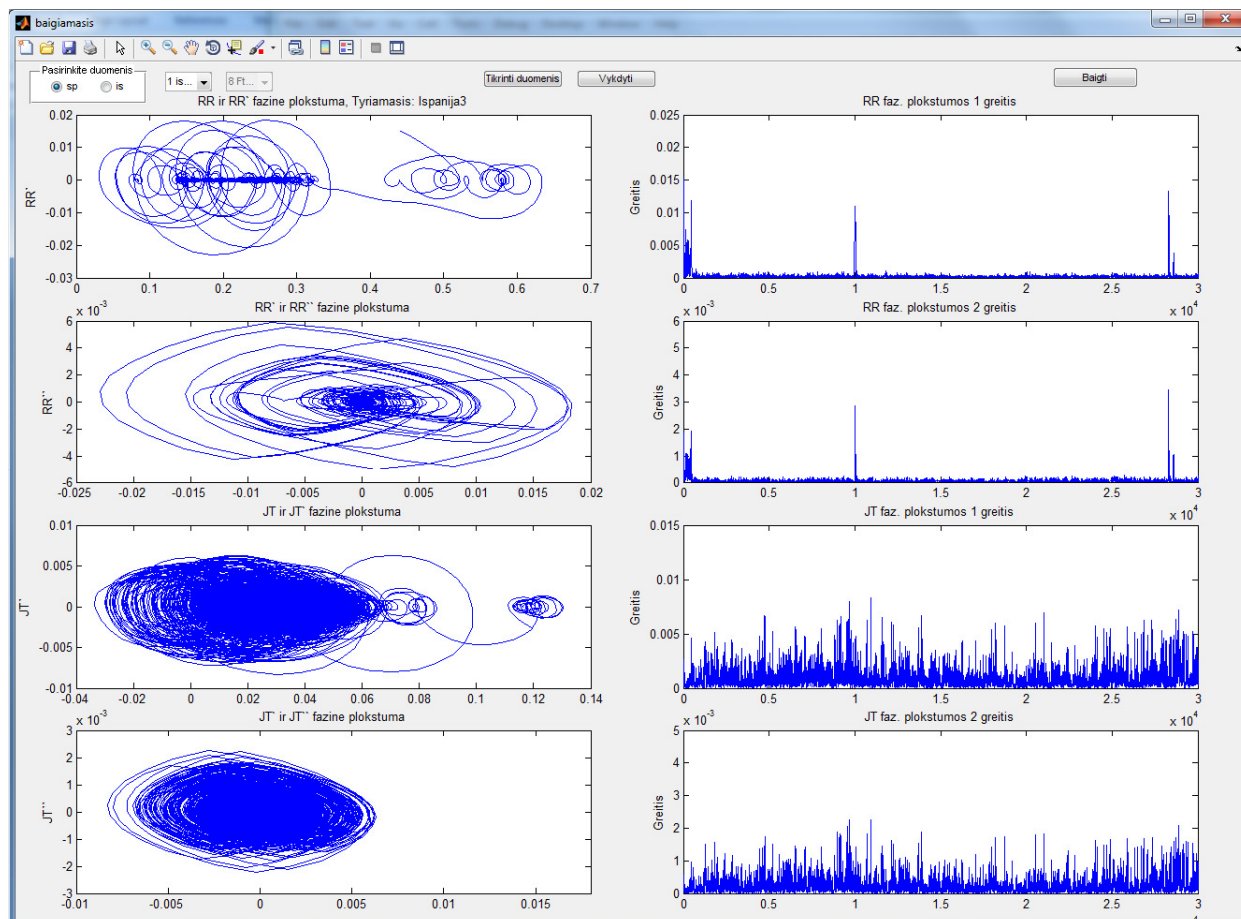 baigiamasis
Pasirinkite duomenis
sp
is
1 is...
8 Ft...
Tikrinti duomenis
Vykdyti
Baigti
RR ir RR` fazine plokstuma, Tyriamasis: Ispanija3
RR`
0.02
0.01
0
-0.01
-0.02
-0.03
0 0.1 0.2 0.3 0.4 0.5 0.6 0.7
RR faz. plokstumos 1 greitis
Greitis
0.025
0.02
0.015
0.01
0.005
0
0 0.5 1 1.5 2 2.5 3
x 10^4
RR` ir RR`` fazine plokstuma
x 10^-3
RR``
6
4
2
0
-2
-4
-6
-0.025 -0.02 -0.015 -0.01 -0.005 0 0.005 0.01 0.015 0.02
RR faz. plokstumos 2 greitis
x 10^-3
Greitis
6
5
4
3
2
1
0
0 0.5 1 1.5 2 2.5 3
x 10^4
JT ir JT` fazine plokstuma
JT`
0.01
0.005
0
-0.005
-0.01
-0.04 -0.02 0 0.02 0.04 0.06 0.08 0.1 0.12 0.14
JT faz. plokstumos 1 greitis
Greitis
0.015
0.01
0.005
0
0 0.5 1 1.5 2 2.5 3
x 10^4
JT` ir JT`` fazine plokstuma
x 10^-3
JT``
3
2
1
0
-1
-2
-3
-0.01 -0.005 0 0.005 0.01 0.015
JT faz. plokstumos 2 greitis
x 10^-3
Greitis
5
4
3
2
1
0
0 0.5 1 1.5 2 2.5 3